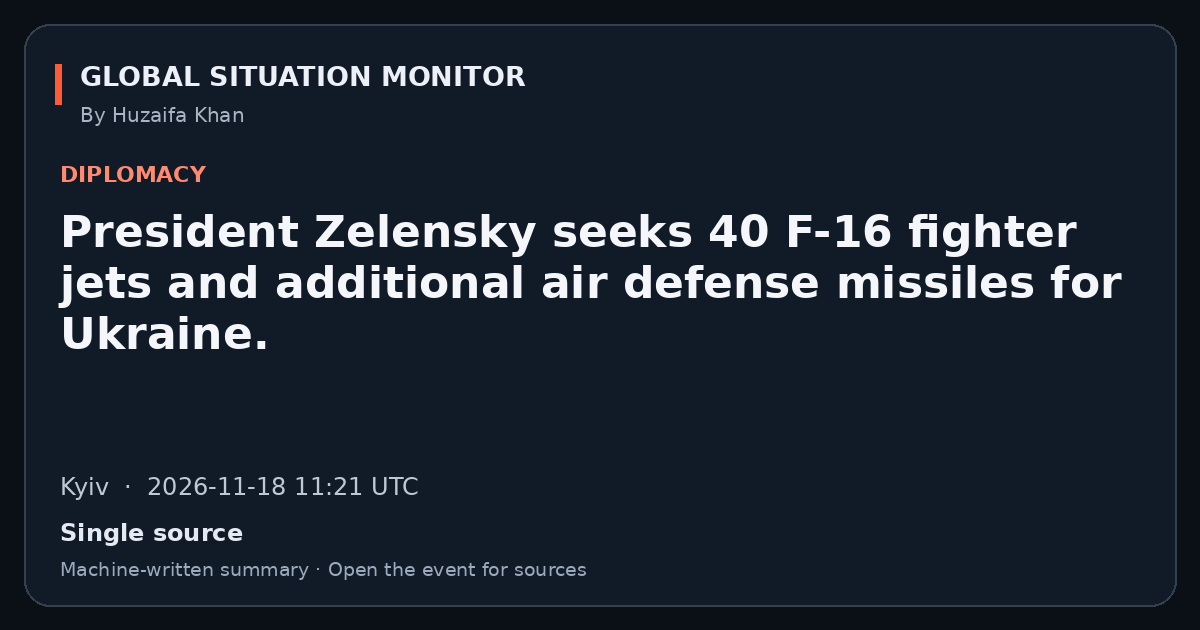 GLOBAL SITUATION MONITOR
By Huzaifa Khan
DIPLOMACY
President Zelensky seeks 40 F-16 fighter
jets and additional air defense missiles for
Ukraine.
Kyiv · 2026-11-18 11:21 UTC
Single source
Machine-written summary · Open the event for sources